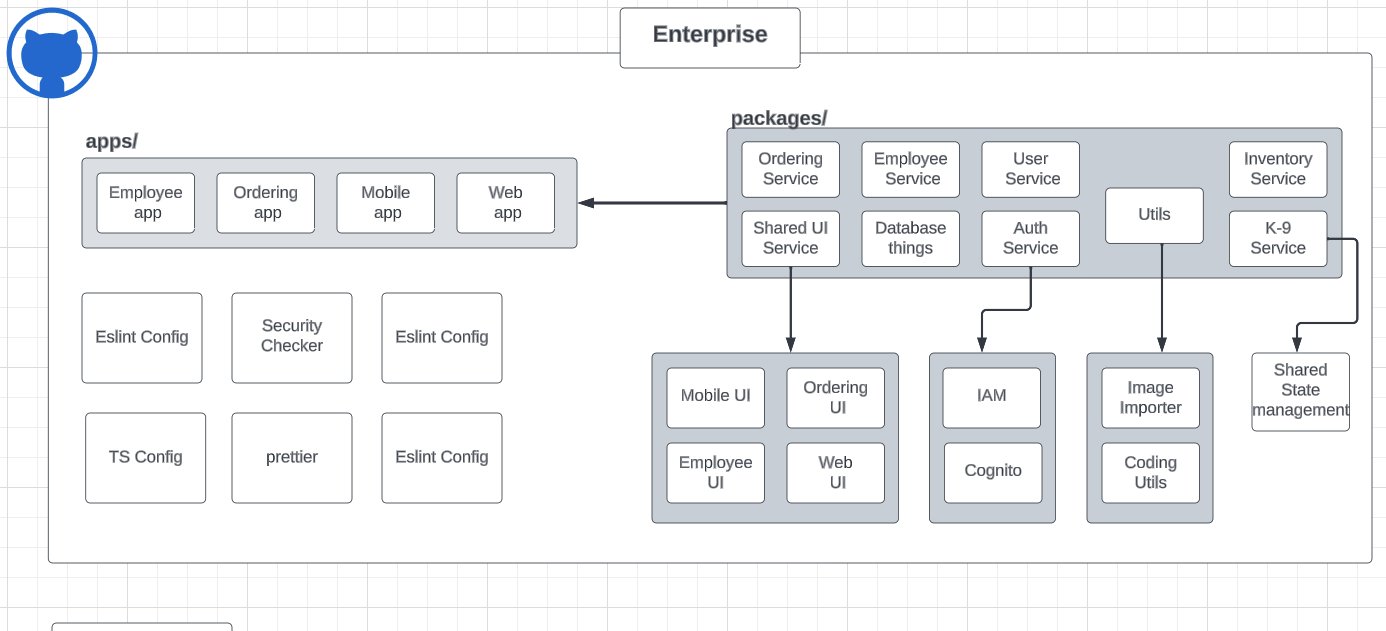 Enterprise
apps/
Employee
app
Ordering
app
Mobile
app
Web
app
packages/
Ordering
Service
Employee
Service
User
Service
Utils
Inventory
Service
Shared UI
Service
Database
things
Auth
Service
K-9
Service
Eslint Config
Security
Checker
Eslint Config
TS Config
prettier
Eslint Config
Mobile UI
Ordering
UI
Employee
UI
Web
UI
IAM
Cognito
Image
Importer
Coding
Utils
Shared
State
management